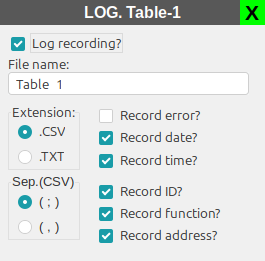 LOG. Table-1 X
Log recording?
File name:
Table 1
Extension:
.CSV
.TXT
Sep.(CSV)
( ; )
( , )
Record error?
Record date?
Record time?
Record ID?
Record function?
Record address?